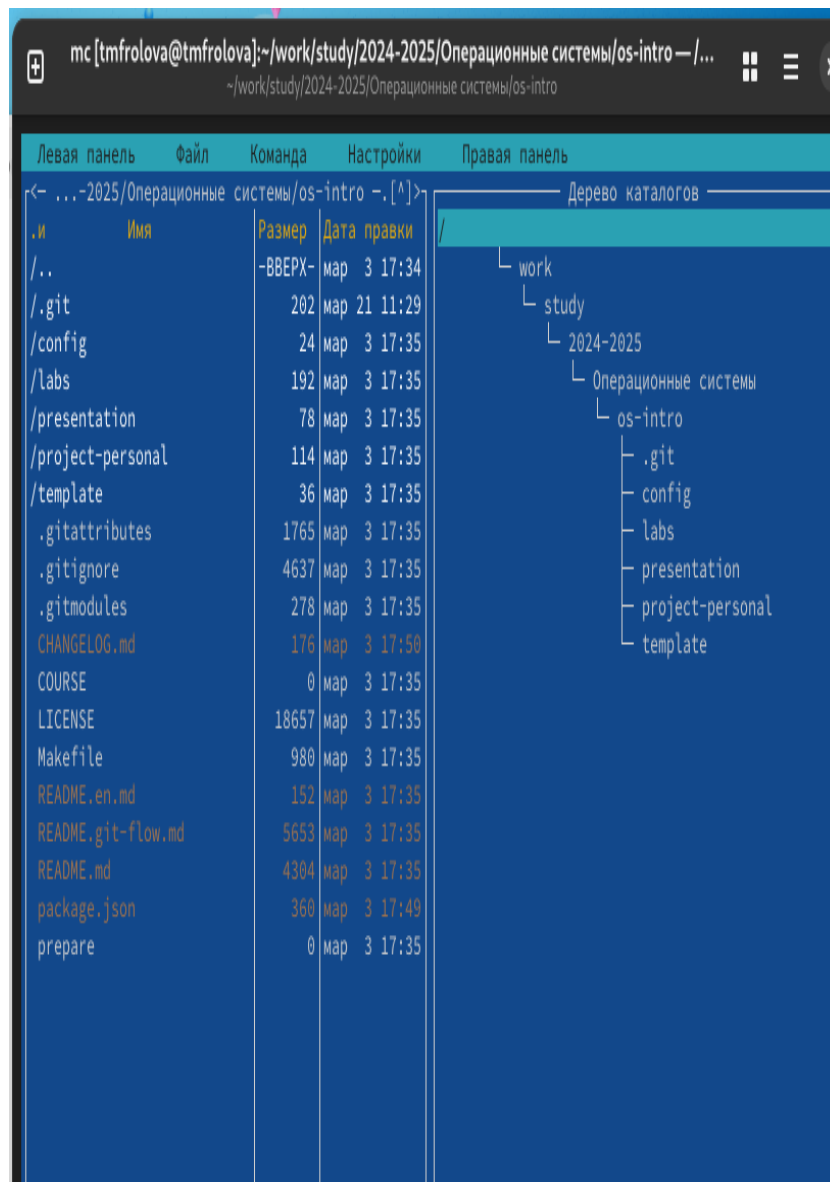 mc [tmfrolova@tmfrolova]:~/work/study/2024-2025/Операционные системы/os-intro — /...
~/work/study/2024-2025/Операционные системы/os-intro
Левая панель Файл Команда Настройки Правая панель
<– ...-2025/Операционные системы/os-intro –.[^]>
.и Имя Размер Дата правки
/.. -ВВЕРХ- мар 3 17:34
/.git 202 мар 21 11:29
/config 24 мар 3 17:35
/labs 192 мар 3 17:35
/presentation 78 мар 3 17:35
/project-personal 114 мар 3 17:35
/template 36 мар 3 17:35
.gitattributes 1765 мар 3 17:35
.gitignore 4637 мар 3 17:35
.gitmodules 278 мар 3 17:35
CHANGELOG.md 176 мар 3 17:50
COURSE 0 мар 3 17:35
LICENSE 18657 мар 3 17:35
Makefile 980 мар 3 17:35
README.en.md 152 мар 3 17:35
README.git-flow.md 5653 мар 3 17:35
README.md 4304 мар 3 17:35
package.json 360 мар 3 17:49
prepare 0 мар 3 17:35
Дерево каталогов
/
work
study
2024-2025
Операционные системы
os-intro
.git
config
labs
presentation
project-personal
template